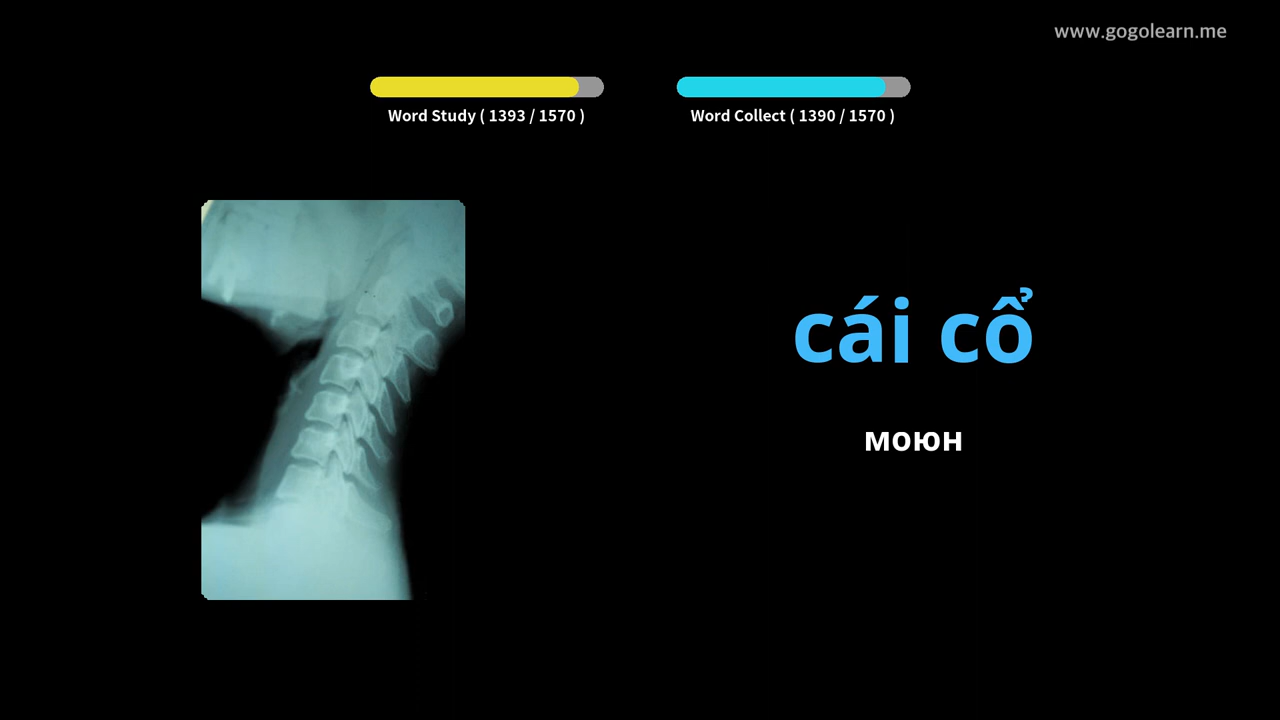 www.gogolearn.me
Word Study ( 1393 / 1570 )
Word Collect ( 1390 / 1570 )
cái cổ
моюн